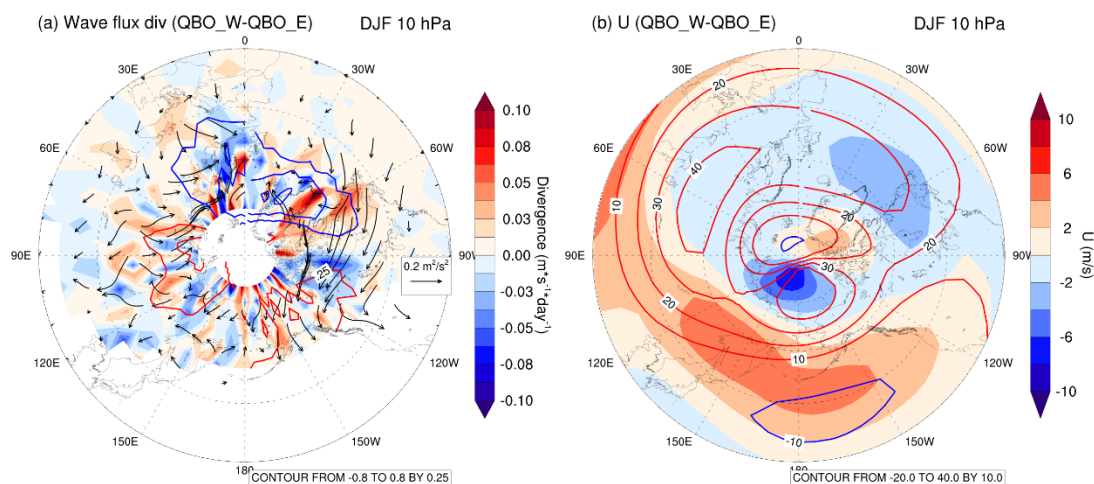 (a) Wave flux div (QBO_W-QBO_E) DJF 10 hPa
0
30E 30W
60E 60W
90E 90W
120E 120W
150E 150W
180
25
0.2 m²/s²
CONTOUR FROM -0.8 TO 0.8 BY 0.25
0.10
0.08
0.05
0.03
0.00
-0.03
-0.05
-0.08
-0.10
Divergence (m*s⁻¹*day⁻¹)
(b) U (QBO_W-QBO_E) DJF 10 hPa
0
30E 30W
60E 60W
90E 90W
120E 120W
150E 150W
180
20
40
10
30
20
20
30
20
10
-10
CONTOUR FROM -20.0 TO 40.0 BY 10.0
10
6
2
-2
-6
-10
U (m/s)